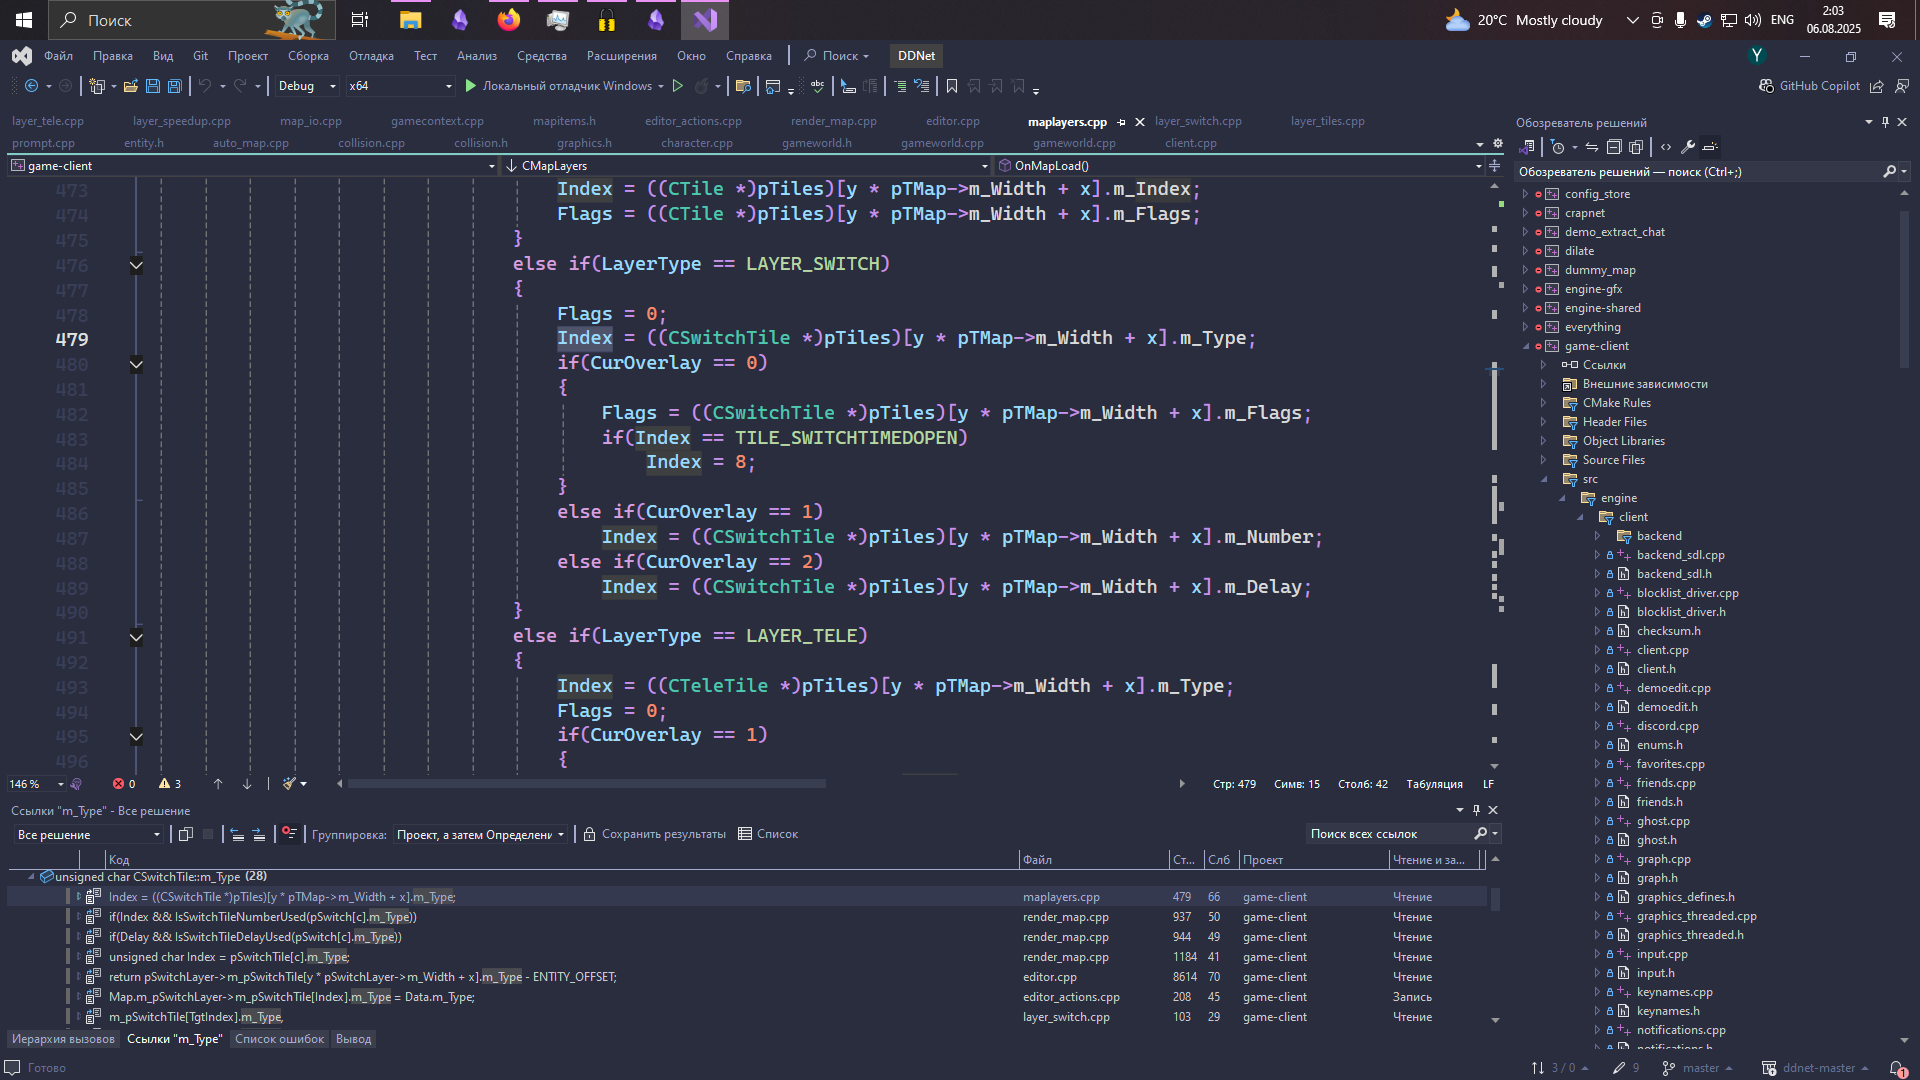 Поиск
20°C Mostly cloudy
ENG
2:03
06.08.2025
Файл Правка Вид Git Проект Сборка Отладка Тест Анализ Средства Расширения Окно Справка Поиск DDNet
Y
Debug x64 Локальный отладчик Windows GitHub Copilot
layer_tele.cpp layer_speedup.cpp map_io.cpp gamecontext.cpp mapitems.h editor_actions.cpp render_map.cpp editor.cpp maplayers.cpp layer_switch.cpp layer_tiles.cpp
prompt.cpp entity.h auto_map.cpp collision.cpp collision.h graphics.h character.cpp gameworld.h gameworld.cpp gameworld.cpp client.cpp
game-client CMapLayers OnMapLoad()
473 Index = ((CTile *)pTiles)[y * pTMap->m_Width + x].m_Index;
474 Flags = ((CTile *)pTiles)[y * pTMap->m_Width + x].m_Flags;
475 }
476 else if(LayerType == LAYER_SWITCH)
477 {
478 Flags = 0;
479 Index = ((CSwitchTile *)pTiles)[y * pTMap->m_Width + x].m_Type;
480 if(CurOverlay == 0)
481 {
482 Flags = ((CSwitchTile *)pTiles)[y * pTMap->m_Width + x].m_Flags;
483 if(Index == TILE_SWITCHTIMEDOPEN)
484 Index = 8;
485 }
486 else if(CurOverlay == 1)
487 Index = ((CSwitchTile *)pTiles)[y * pTMap->m_Width + x].m_Number;
488 else if(CurOverlay == 2)
489 Index = ((CSwitchTile *)pTiles)[y * pTMap->m_Width + x].m_Delay;
490 }
491 else if(LayerType == LAYER_TELE)
492 {
493 Index = ((CTeleTile *)pTiles)[y * pTMap->m_Width + x].m_Type;
494 Flags = 0;
495 if(CurOverlay == 1)
496 {
146 % 0 3 Стр: 479 Симв: 15 Столб: 42 Табуляция LF
Ссылки "m_Type" - Все решение
Все решение Группировка: Проект, а затем Определени Сохранить результаты Список Поиск всех ссылок
Код Файл Ст... Слб Проект Чтение и за...
unsigned char CSwitchTile::m_Type (28)
Index = ((CSwitchTile *)pTiles)[y * pTMap->m_Width + x].m_Type; maplayers.cpp 479 66 game-client Чтение
if(Index && IsSwitchTileNumberUsed(pSwitch[c].m_Type)) render_map.cpp 937 50 game-client Чтение
if(Delay && IsSwitchTileDelayUsed(pSwitch[c].m_Type)) render_map.cpp 944 49 game-client Чтение
unsigned char Index = pSwitchTile[c].m_Type; render_map.cpp 1184 41 game-client Чтение
return pSwitchLayer->m_pSwitchTile[y * pSwitchLayer->m_Width + x].m_Type - ENTITY_OFFSET; editor.cpp 8614 70 game-client Чтение
Map.m_pSwitchLayer->m_pSwitchTile[Index].m_Type = Data.m_Type; editor_actions.cpp 208 45 game-client Запись
m_pSwitchTile[TgtIndex].m_Type, layer_switch.cpp 103 29 game-client Чтение
Иерархия вызовов Ссылки "m_Type" Список ошибок Вывод
Обозреватель решений
Обозреватель решений — поиск (Ctrl+;)
config_store
crapnet
demo_extract_chat
dilate
dummy_map
engine-gfx
engine-shared
everything
game-client
Ссылки
Внешние зависимости
CMake Rules
Header Files
Object Libraries
Source Files
src
engine
client
backend
backend_sdl.cpp
backend_sdl.h
blocklist_driver.cpp
blocklist_driver.h
checksum.h
client.cpp
client.h
demoedit.cpp
demoedit.h
discord.cpp
enums.h
favorites.cpp
friends.cpp
friends.h
ghost.cpp
ghost.h
graph.cpp
graph.h
graphics_defines.h
graphics_threaded.cpp
graphics_threaded.h
input.cpp
input.h
keynames.cpp
keynames.h
notifications.cpp
notifications.h
Готово 3 / 0 9 master ddnet-master 1